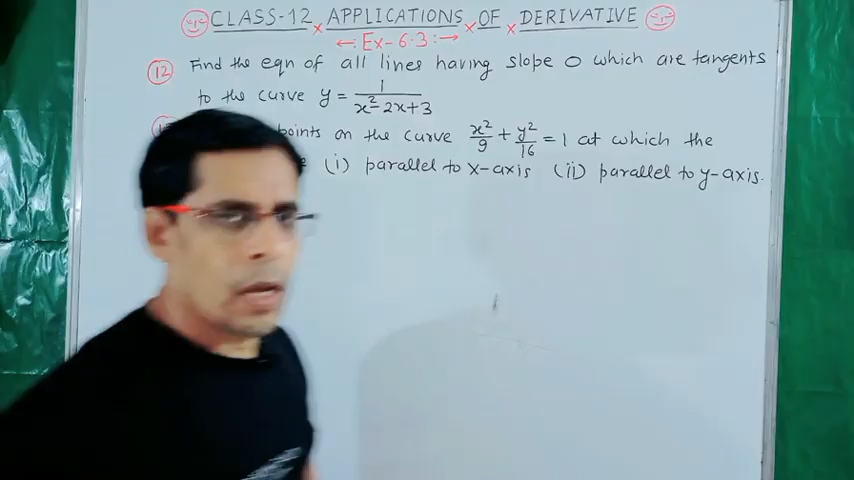 CLASS-12 × APPLICATIONS × OF × DERIVATIVE
←: Ex-6.3 :→
(12) Find the eqn of all lines having slope 0 which are tangents
to the curve y = 1/(x²-2x+3)
points on the curve x²/9 + y²/16 = 1 at which the
(i) parallel to x-axis (ii) parallel to y-axis.